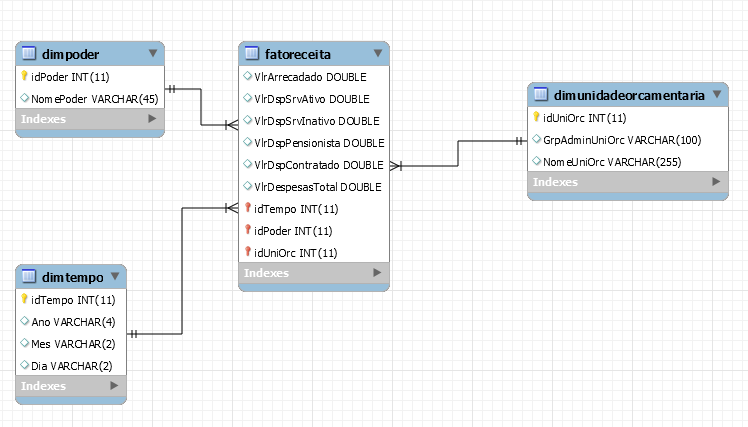 dimpoder
idPoder INT(11)
NomePoder VARCHAR(45)
Indexes
fatoreceita
VlrArrecadado DOUBLE
VlrDspSrvAtivo DOUBLE
VlrDspSrvInativo DOUBLE
VlrDspPensionista DOUBLE
VlrDspContratado DOUBLE
VlrDespesasTotal DOUBLE
idTempo INT(11)
idPoder INT(11)
idUniOrc INT(11)
Indexes
dimunidadeorcamentaria
idUniOrc INT(11)
GrpAdminUniOrc VARCHAR(100)
NomeUniOrc VARCHAR(255)
Indexes
dimtempo
idTempo INT(11)
Ano VARCHAR(4)
Mes VARCHAR(2)
Dia VARCHAR(2)
Indexes